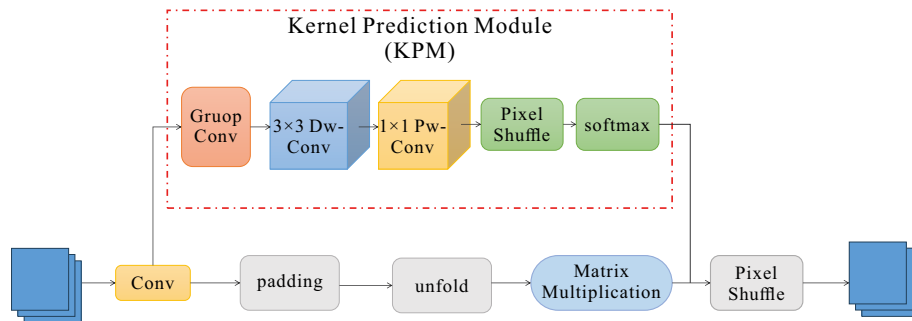 Kernel Prediction Module
(KPM)
Gruop
Conv
3×3 Dw-
Conv
1×1 Pw-
Conv
Pixel
Shuffle
softmax
Conv
padding
unfold
Matrix
Multiplication
Pixel
Shuffle